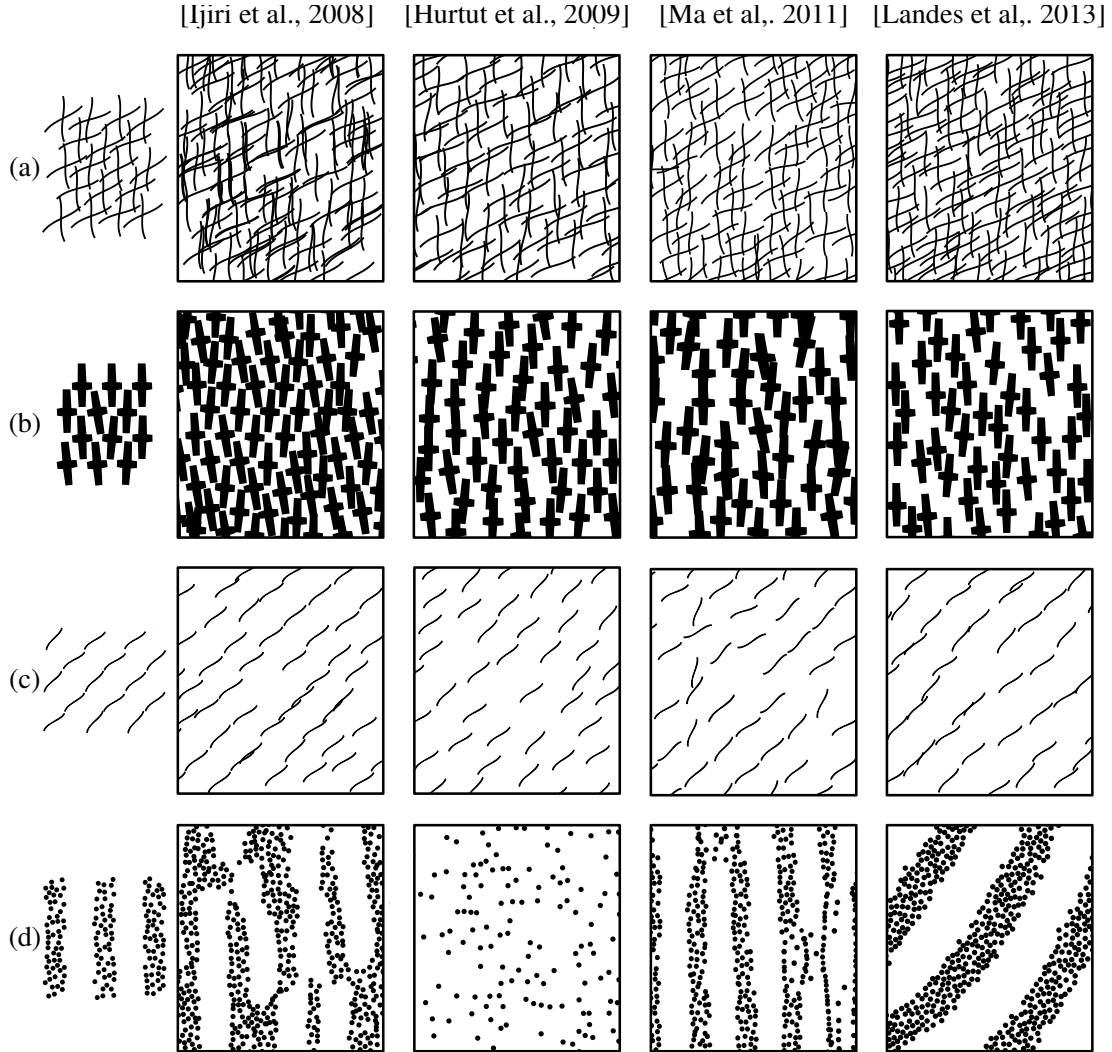 [Ijiri et al., 2008] [Hurtut et al., 2009] [Ma et al,. 2011] [Landes et al,. 2013]
(a)
(b)
(c)
(d)